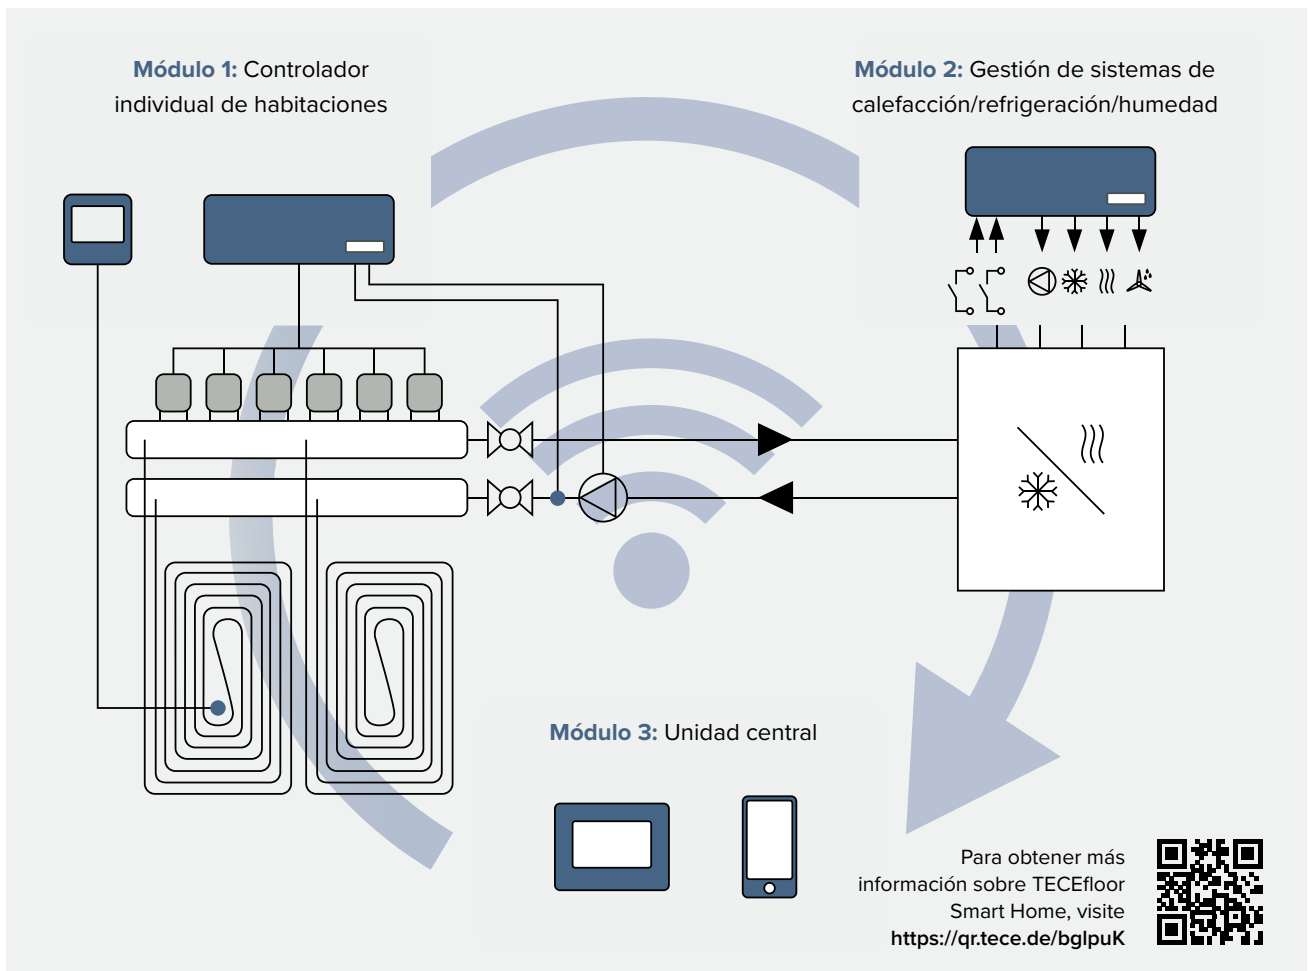 Módulo 1: Controlador
individual de habitaciones
Módulo 2: Gestión de sistemas de
calefacción/refrigeración/humedad
Módulo 3: Unidad central
Para obtener más
información sobre TECEfloor
Smart Home, visite
https://qr.tece.de/bglpuK